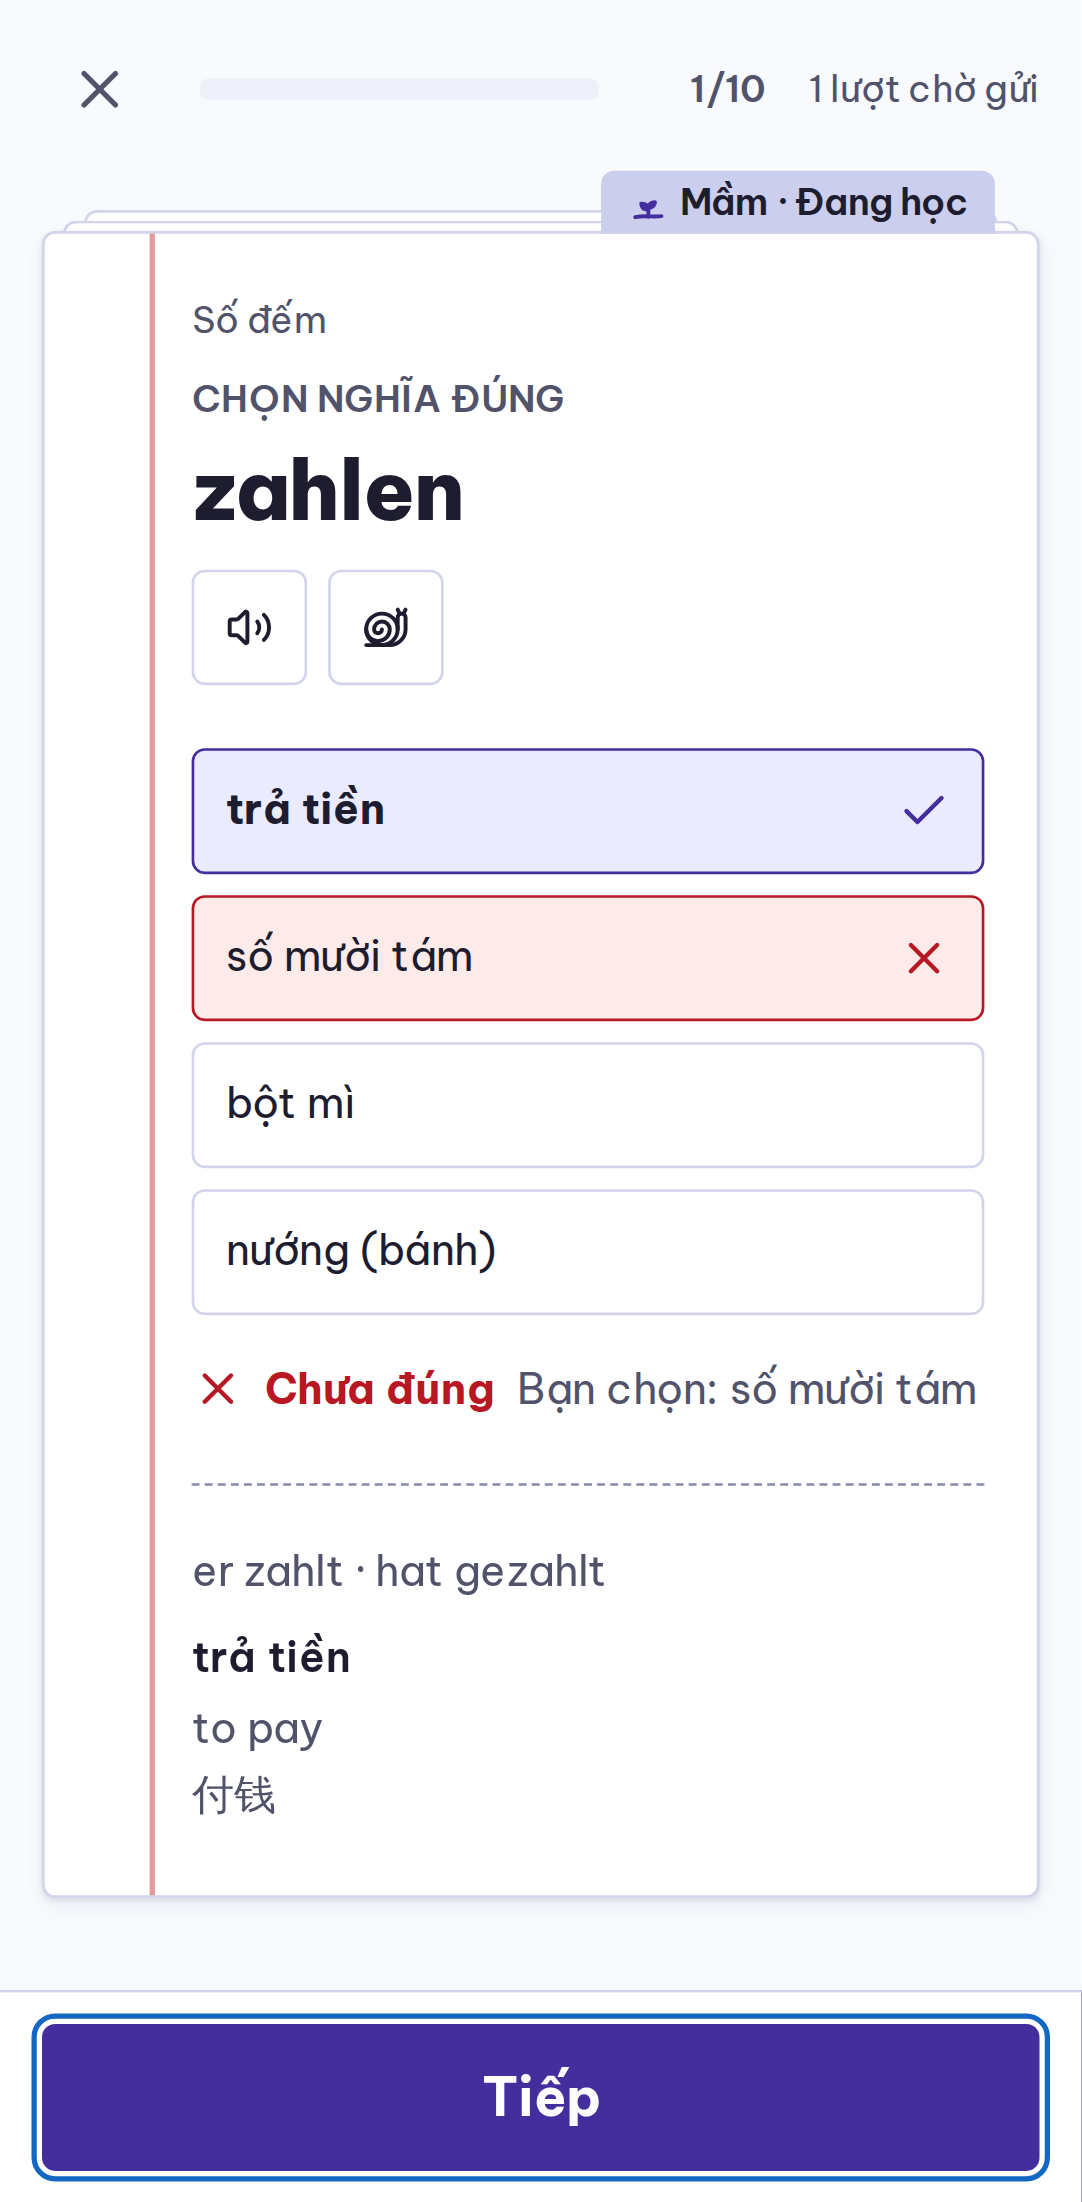 1/10 1 lượt chờ gửi
Mầm · Đang học
Số đếm
CHỌN NGHĨA ĐÚNG
zahlen
trả tiền
số mười tám
bột mì
nướng (bánh)
Chưa đúng Bạn chọn: số mười tám
er zahlt · hat gezahlt
trả tiền
to pay
付钱
Tiếp